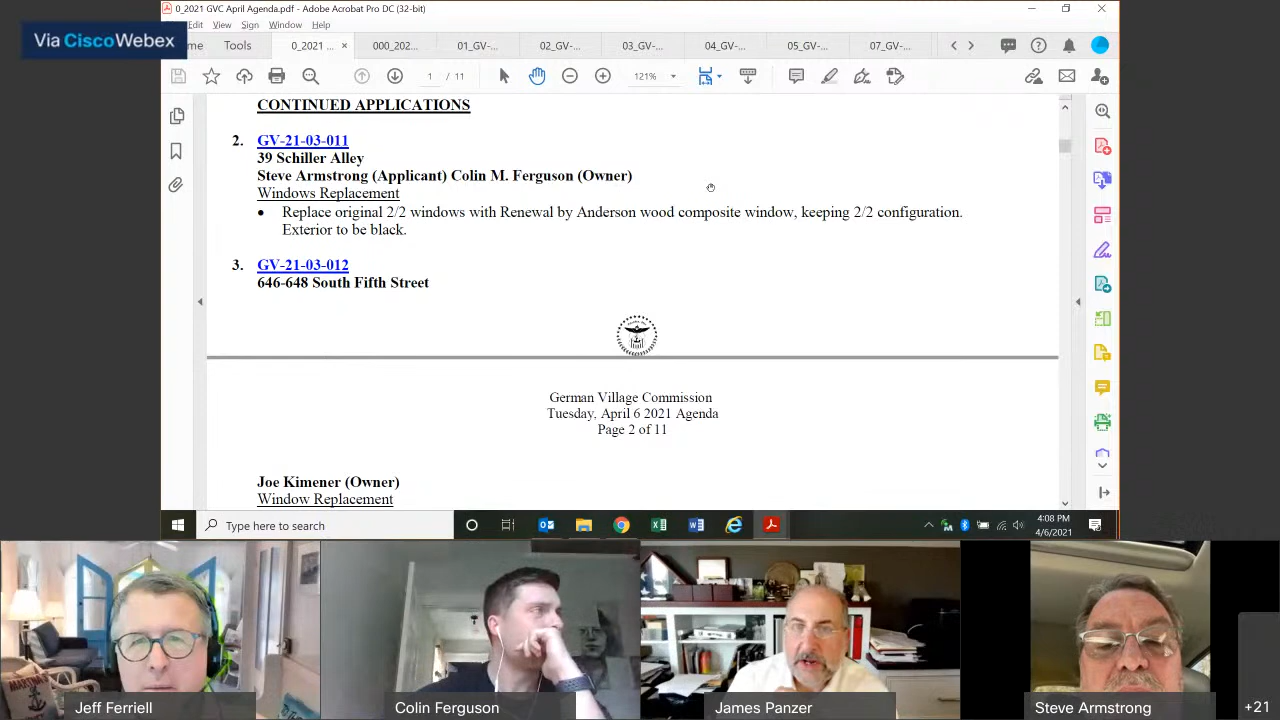 0_2021 GVC April Agenda.pdf - Adobe Acrobat Pro DC (32-bit)
Via Cisco Webex
Edit View Sign Window Help
me Tools 0_2021 ... × 000_02... 01_GV-... 02_GV-... 03_GV-... 04_GV-... 05_GV-... 07_GV-...
1 / 11 121%
CONTINUED APPLICATIONS
2. GV-21-03-011
39 Schiller Alley
Steve Armstrong (Applicant) Colin M. Ferguson (Owner)
Windows Replacement
• Replace original 2/2 windows with Renewal by Anderson wood composite window, keeping 2/2 configuration.
Exterior to be black.
3. GV-21-03-012
646-648 South Fifth Street
German Village Commission
Tuesday, April 6 2021 Agenda
Page 2 of 11
Joe Kimener (Owner)
Window Replacement
Type here to search
4:08 PM
4/6/2021
Jeff Ferriell
Colin Ferguson
James Panzer
Steve Armstrong
+21